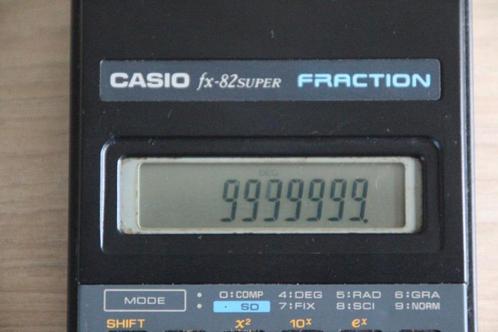 CASIO fx-82SUPER FRACTION
DEG
9999999.
MODE : 0:COMP 4:DEG 5:RAD 6:GRA
: · SD 7:FIX 8:SCI 9:NORM
SHIFT x² 10ˣ eˣ